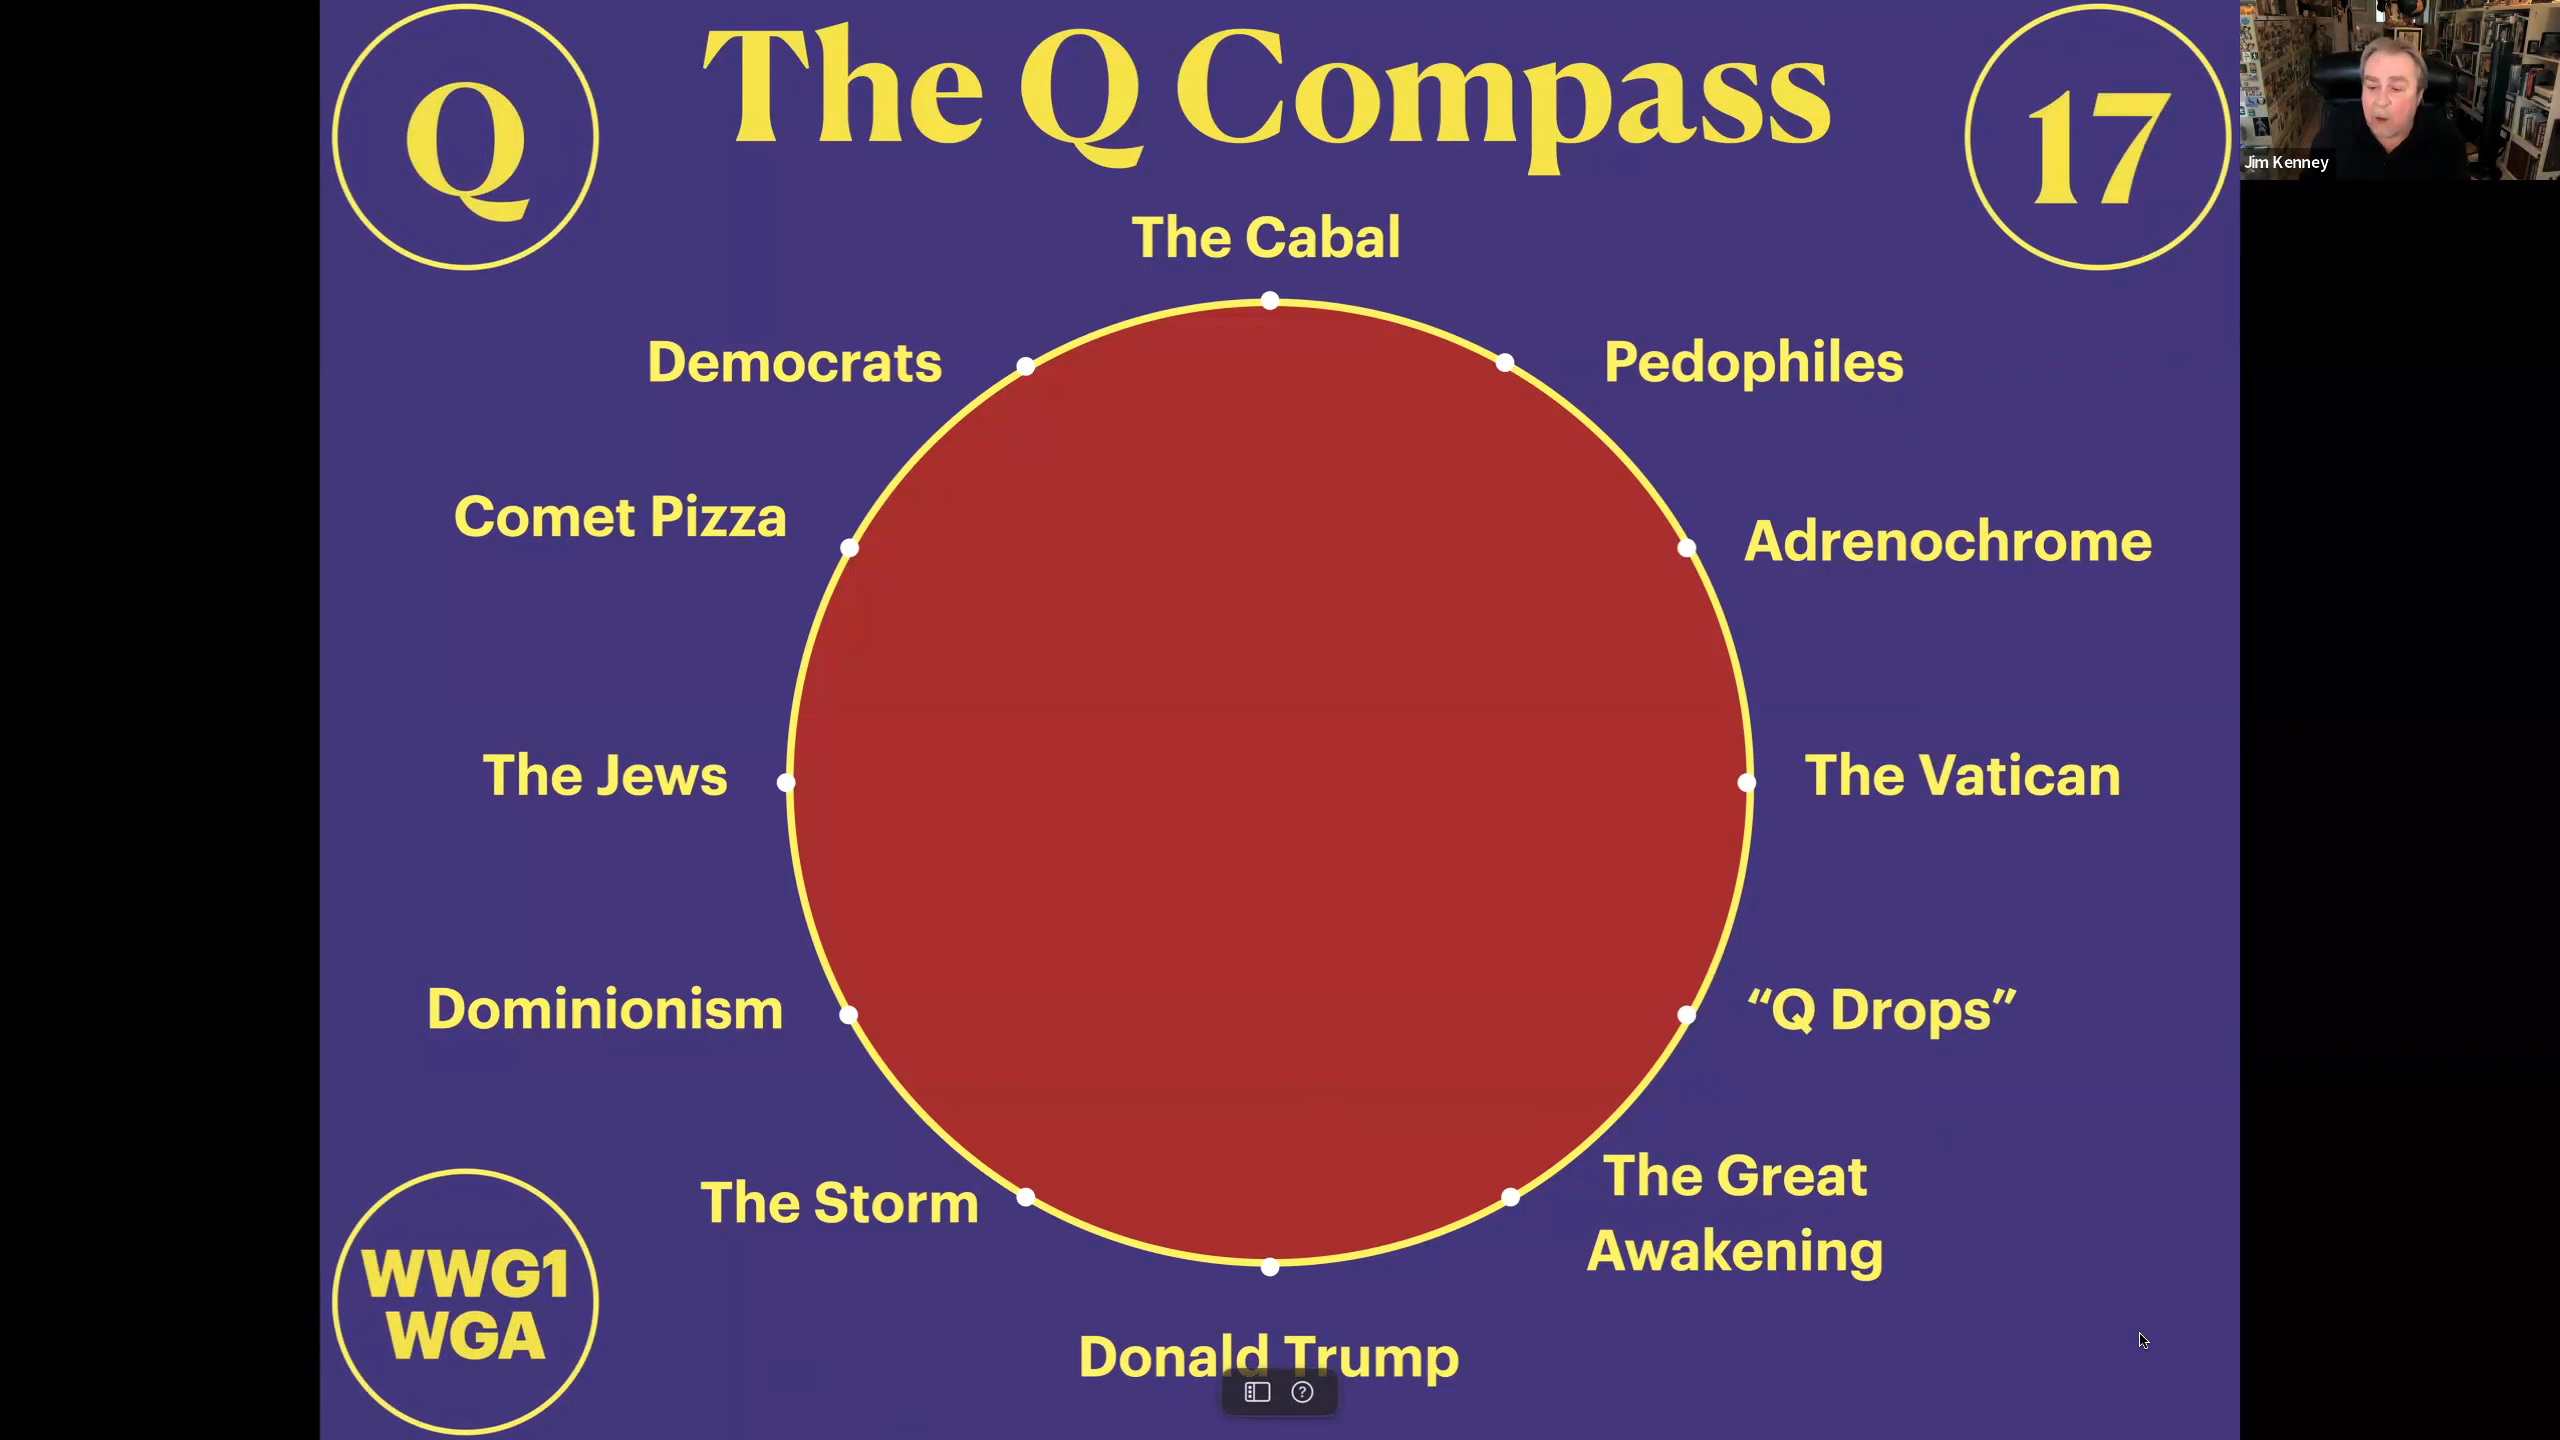 Q
The Q Compass
17
Jim Kenney
The Cabal
Democrats
Pedophiles
Comet Pizza
Adrenochrome
The Jews
The Vatican
Dominionism
“Q Drops”
The Storm
The Great
Awakening
WWG1
WGA
Donald Trump